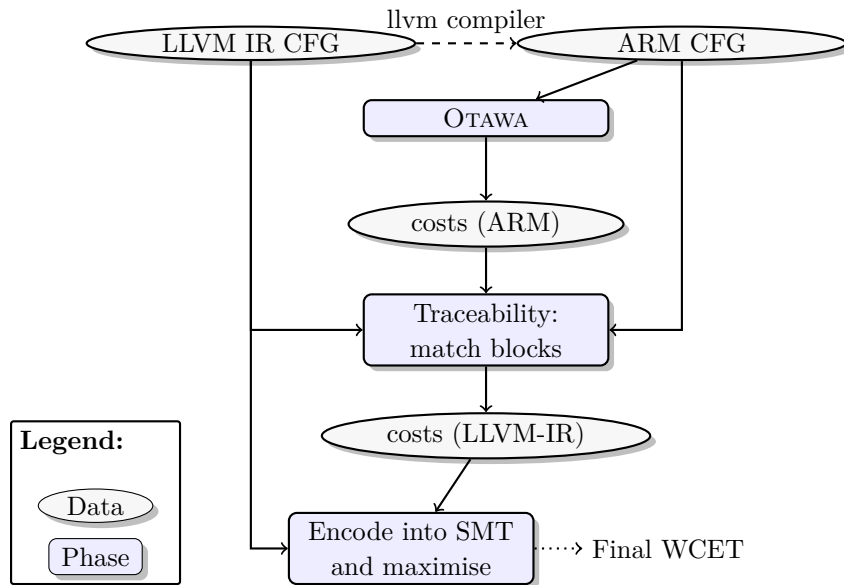 llvm compiler
LLVM IR CFG
ARM CFG
OTAWA
costs (ARM)
Traceability:
match blocks
costs (LLVM-IR)
Legend:
Data
Phase
Encode into SMT
and maximise
Final WCET